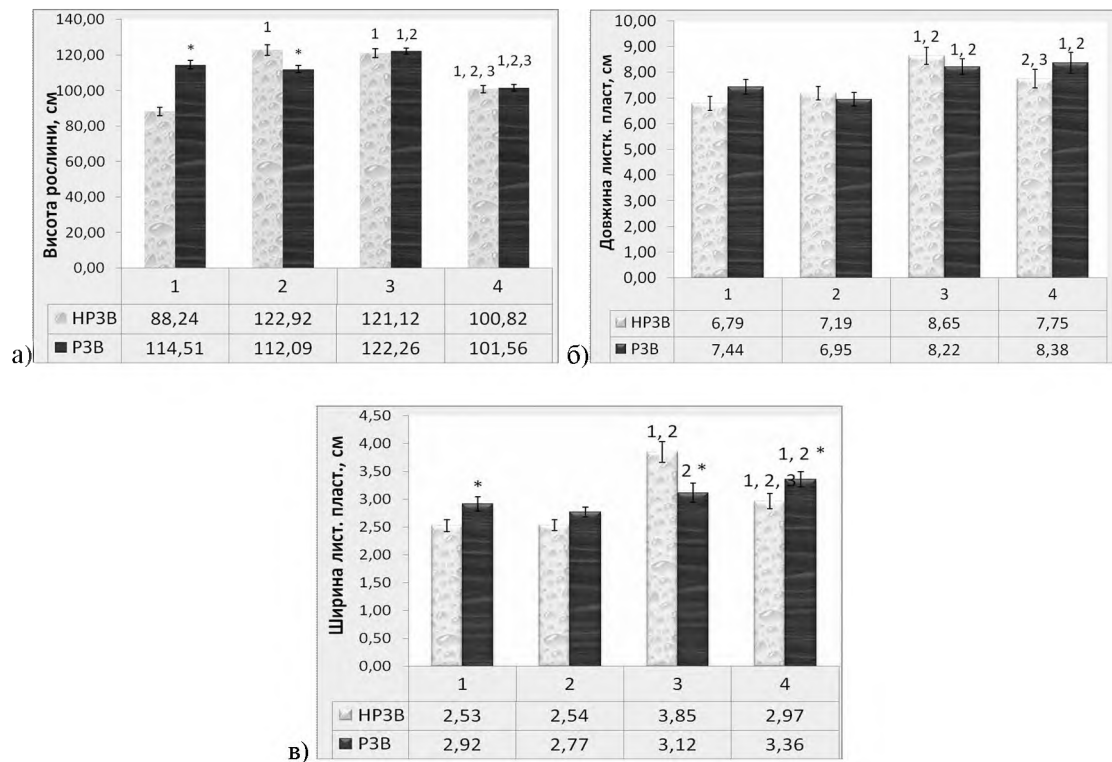 Висота рослини, см
140,00
120,00
100,00
80,00
60,00
40,00
20,00
0,00
*
1
*
1
1,2
1, 2, 3
1,2,3
1 2 3 4
НРЗВ 88,24 122,92 121,12 100,82
РЗВ 114,51 112,09 122,26 101,56
а)
Довжина листк. пласт, см
10,00
9,00
8,00
7,00
6,00
5,00
4,00
3,00
2,00
1,00
0,00
1, 2
1, 2
2, 3
1, 2
1 2 3 4
НРЗВ 6,79 7,19 8,65 7,75
РЗВ 7,44 6,95 8,22 8,38
б)
Ширина лист. пласт., см
4,50
4,00
3,50
3,00
2,50
2,00
1,50
1,00
0,50
0,00
*
1, 2
2 *
1, 2, 3
1, 2 *
1 2 3 4
НРЗВ 2,53 2,54 3,85 2,97
РЗВ 2,92 2,77 3,12 3,36
в)